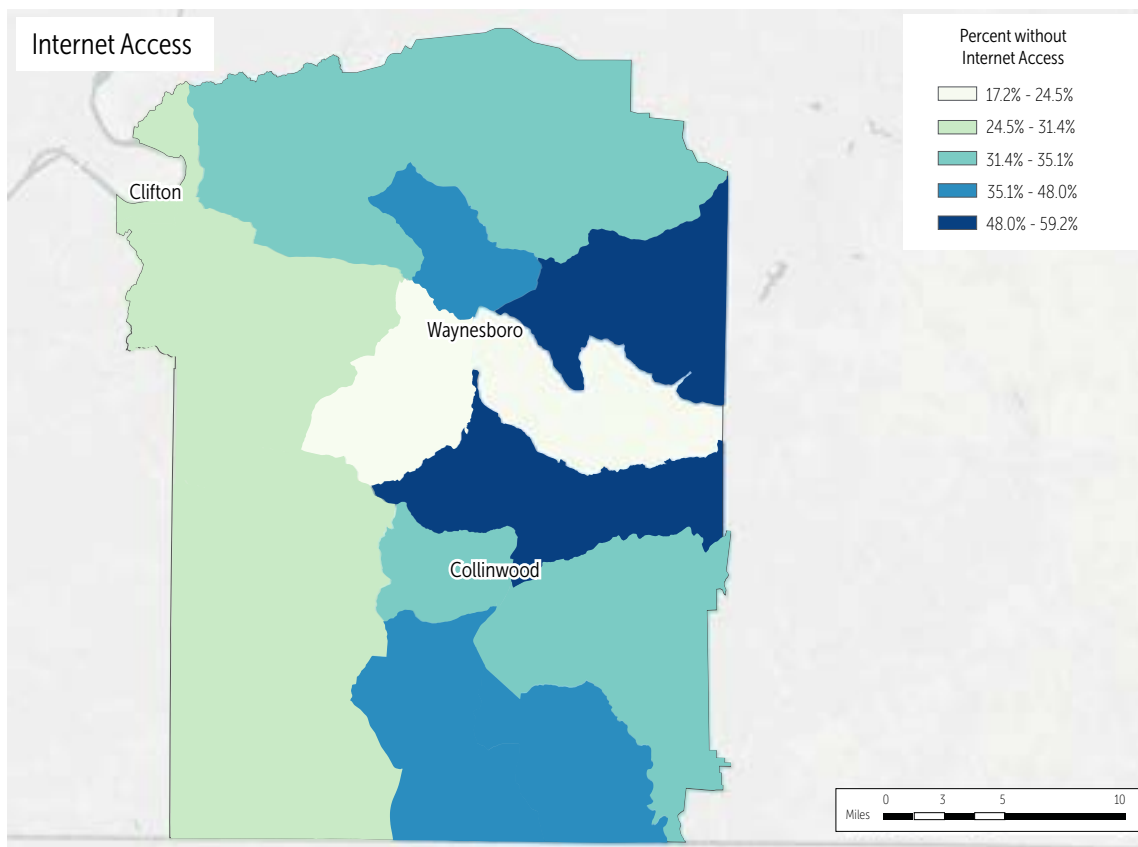 Internet Access
Percent without
Internet Access
17.2% - 24.5%
24.5% - 31.4%
31.4% - 35.1%
35.1% - 48.0%
48.0% - 59.2%
Clifton
Waynesboro
Collinwood
Miles
0 3 5 10